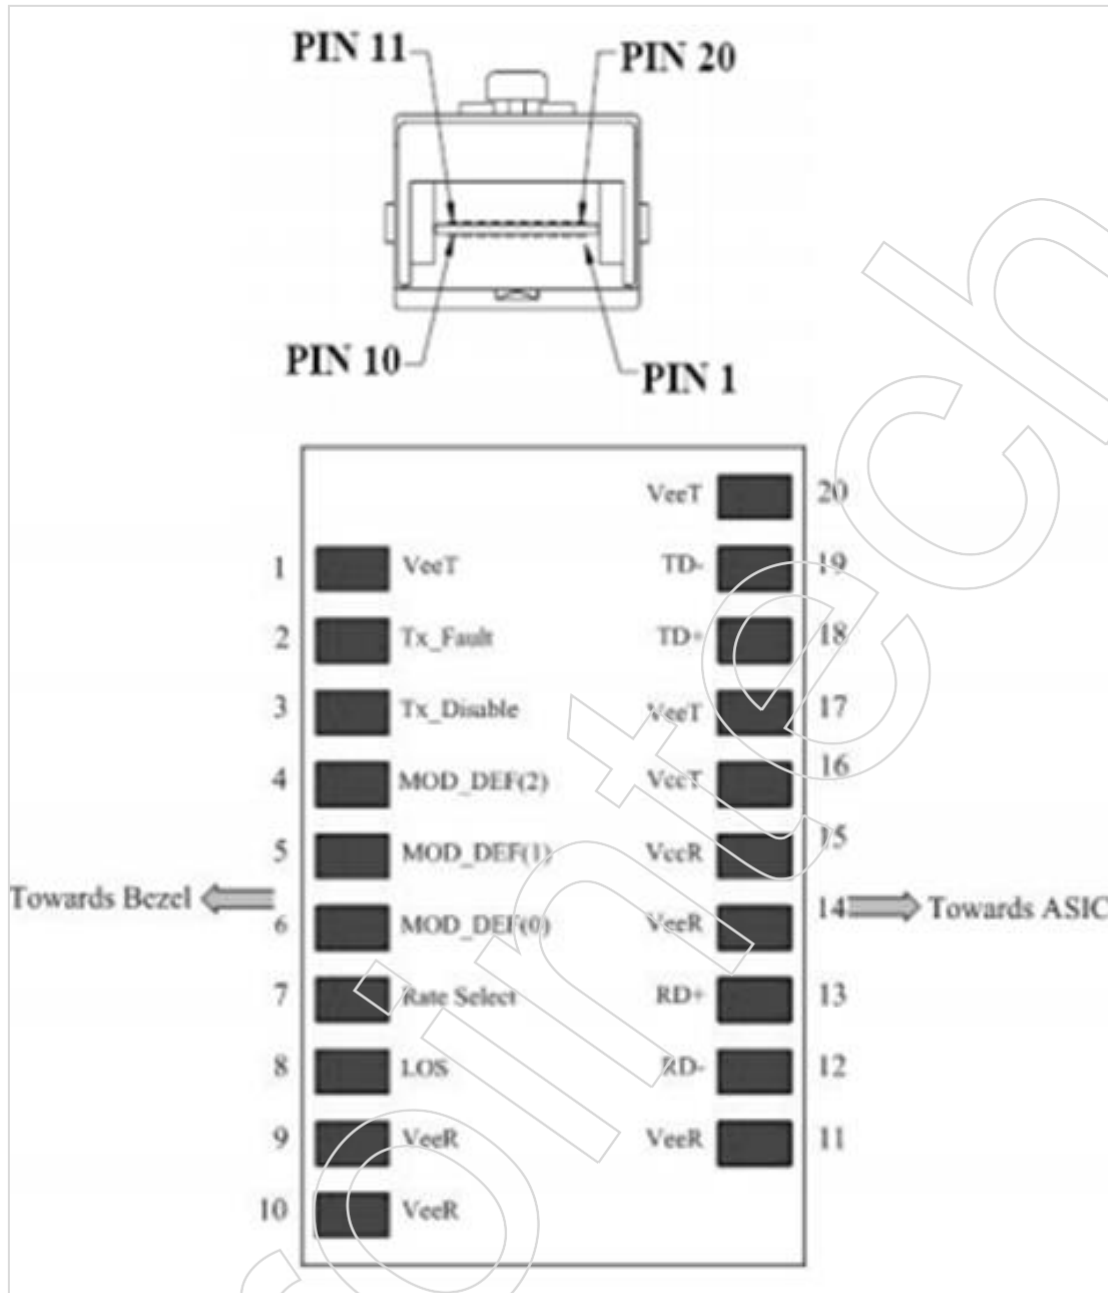 PIN 11
PIN 20
PIN 10
PIN 1
VeeT 20
1 VeeT TD- 19
2 Tx_Fault TD+ 18
3 Tx_Disable VeeT 17
4 MOD_DEF(2) VccT 16
5 MOD_DEF(1) VccR 15
Towards Bezel 6 MOD_DEF(0) VeeR 14 Towards ASIC
7 Rate Select RD+ 13
8 LOS RD- 12
9 VeeR VeeR 11
10 VeeR